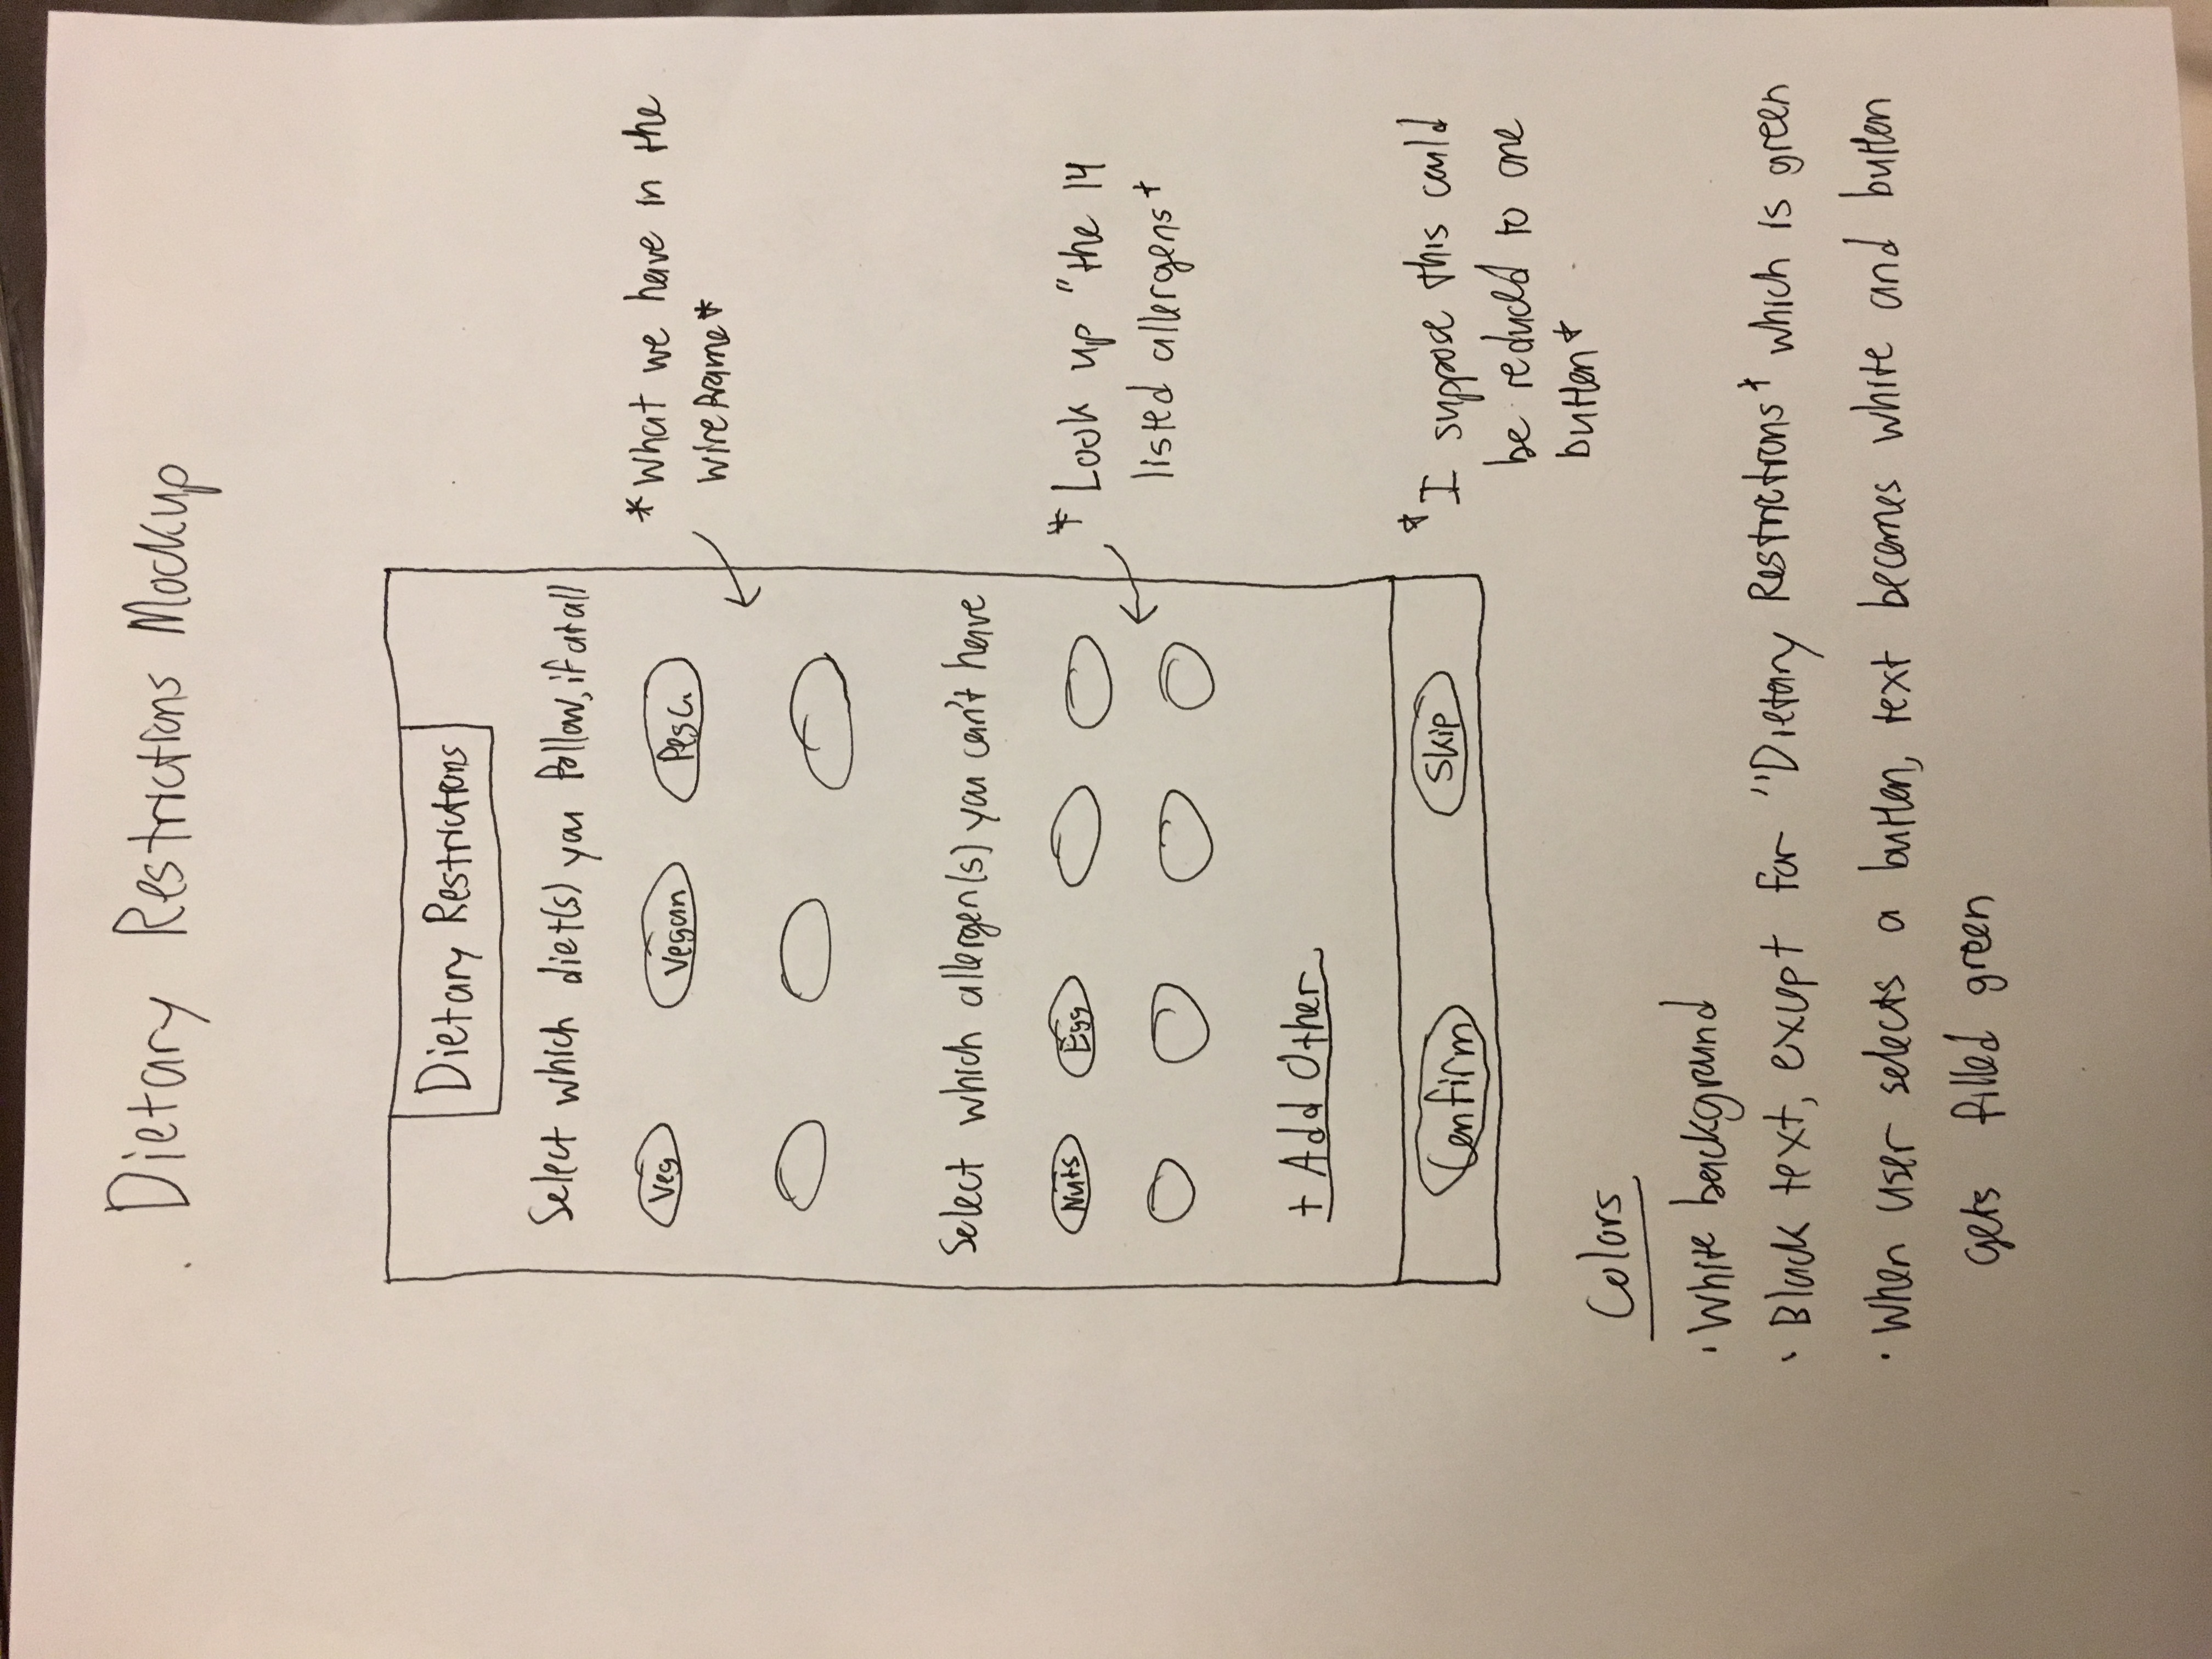 Dietary Restrictions Mockup
Dietary Restrictions
Select which diet(s) you follow, if at all
Veg Vegan Pesc.
*What we have in the
wireframe*
Select which allergen(s) you can't have
Nuts Egg
*Look up "the 14
listed allergens*
+ Add Other
Confirm Skip
*I suppose this could
be reduced to one
button*
Colors
· White background
· Black text, except for "Dietary Restrictions" which is green
· When user selects a button, text becomes white and button
gets filled green